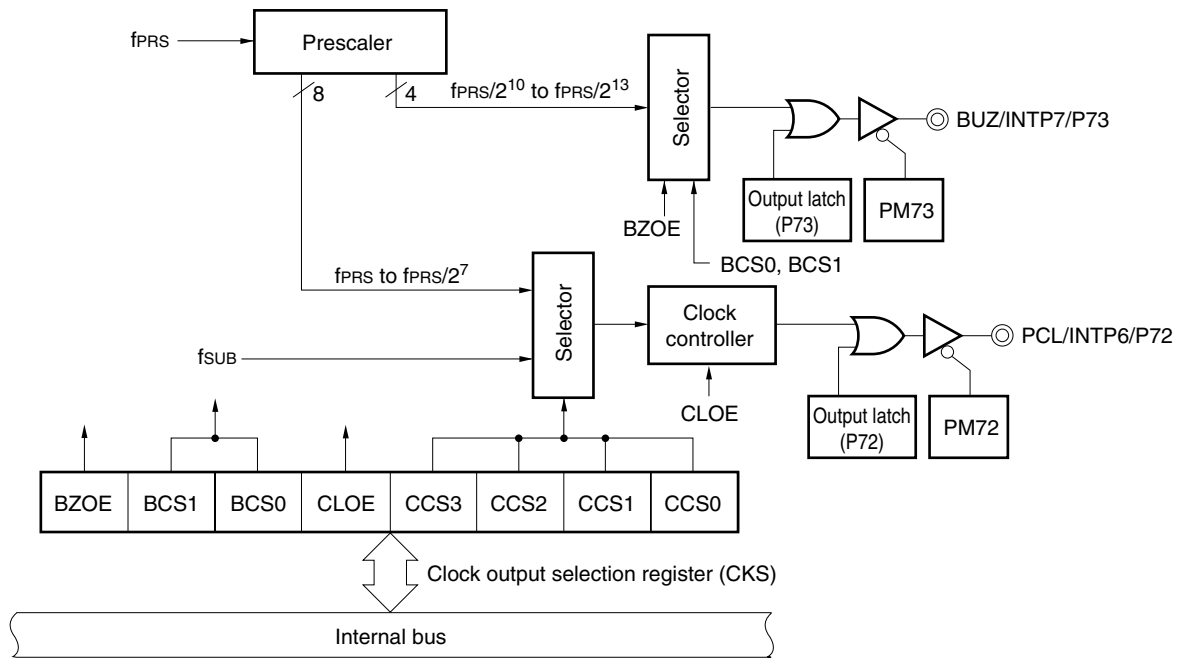 fPRS
Prescaler
8
4
fPRS/2^10 to fPRS/2^13
Selector
BUZ/INTP7/P73
BZOE
Output latch
(P73)
PM73
BCS0, BCS1
fPRS to fPRS/2^7
Selector
Clock
controller
fSUB
PCL/INTP6/P72
CLOE
Output latch
(P72)
PM72
BZOE
BCS1
BCS0
CLOE
CCS3
CCS2
CCS1
CCS0
Clock output selection register (CKS)
Internal bus